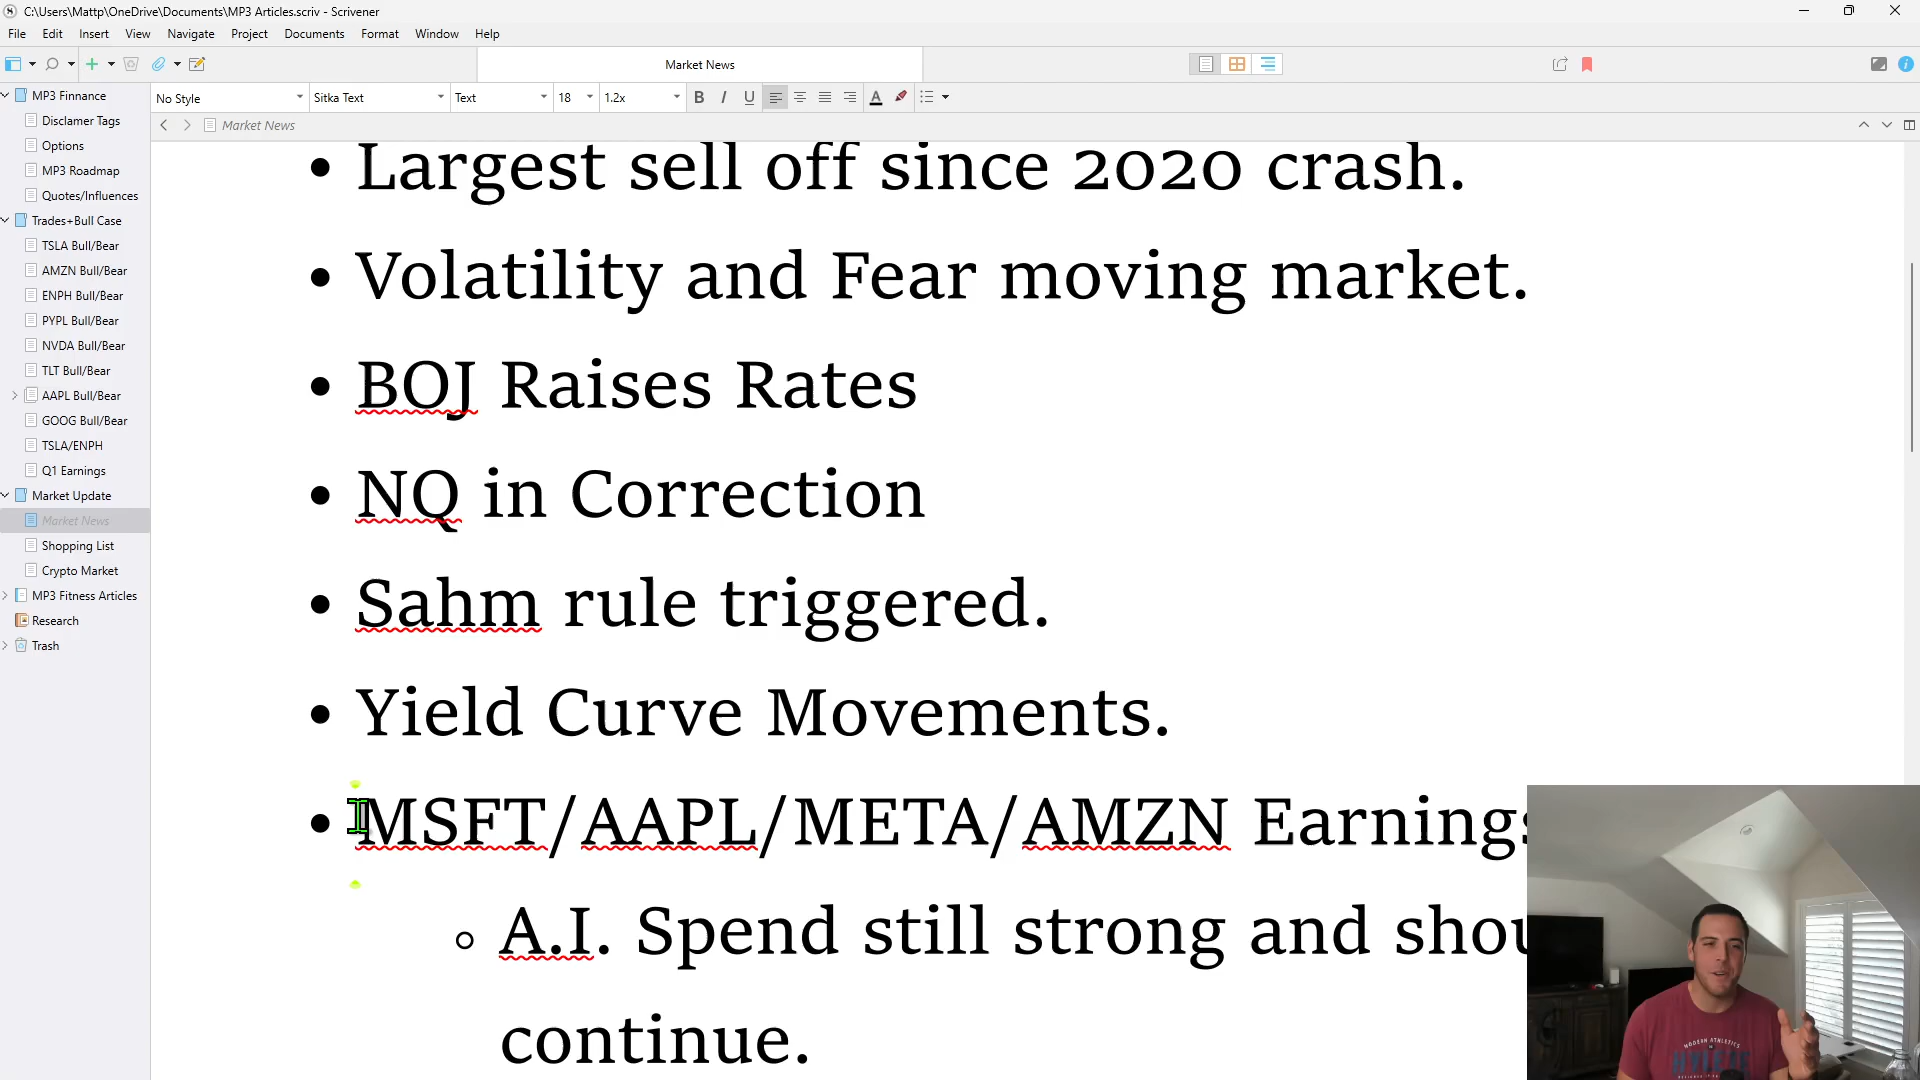 C:\Users\Mattp\OneDrive\Documents\MP3 Articles.scriv - Scrivener
File Edit Insert View Navigate Project Documents Format Window Help
Market News
No Style Sitka Text Text 18 1.2x B I U A
Market News
MP3 Finnance
Disclamer Tags
Options
MP3 Roadmap
Quotes/Influences
Trades+Bull Case
TSLA Bull/Bear
AMZN Bull/Bear
ENPH Bull/Bear
PYPL Bull/Bear
NVDA Bull/Bear
TLT Bull/Bear
AAPL Bull/Bear
GOOG Bull/Bear
TSLA/ENPH
Q1 Earnings
Market Update
Market News
Shopping List
Crypto Market
MP3 Fitness Articles
Research
Trash
• Largest sell off since 2020 crash.
• Volatility and Fear moving market.
• BOJ Raises Rates
• NQ in Correction
• Sahm rule triggered.
• Yield Curve Movements.
• MSFT/AAPL/META/AMZN Earnings
○ A.I. Spend still strong and shou
continue.
MODERN ATHLETICS